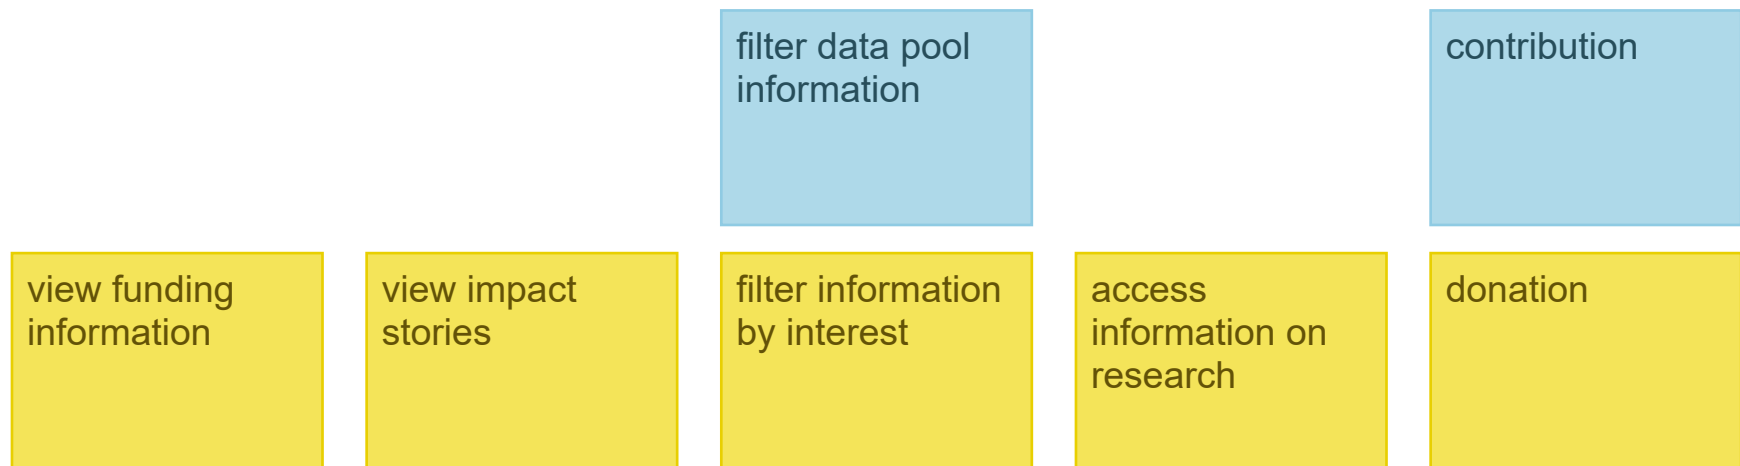 filter data pool
information
contribution
view funding
information
view impact
stories
filter information
by interest
access
information on
research
donation